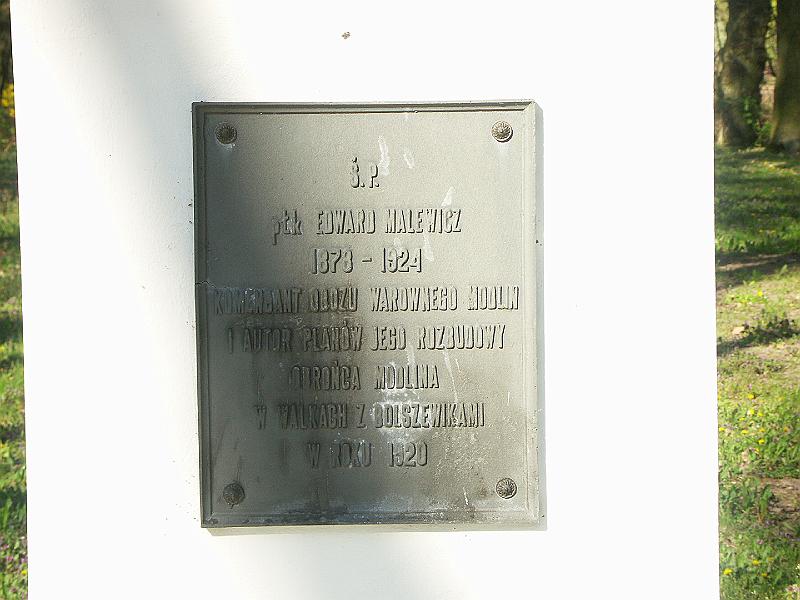 Ś.P.
płk EDWARD MALEWICZ
1878 - 1924
KOMENDANT OBOZU WAROWNEGO MODLIN
I AUTOR PLANÓW JEGO ROZBUDOWY
OBROŃCA MODLINA
W WALKACH Z BOLSZEWIKAMI
W ROKU 1920